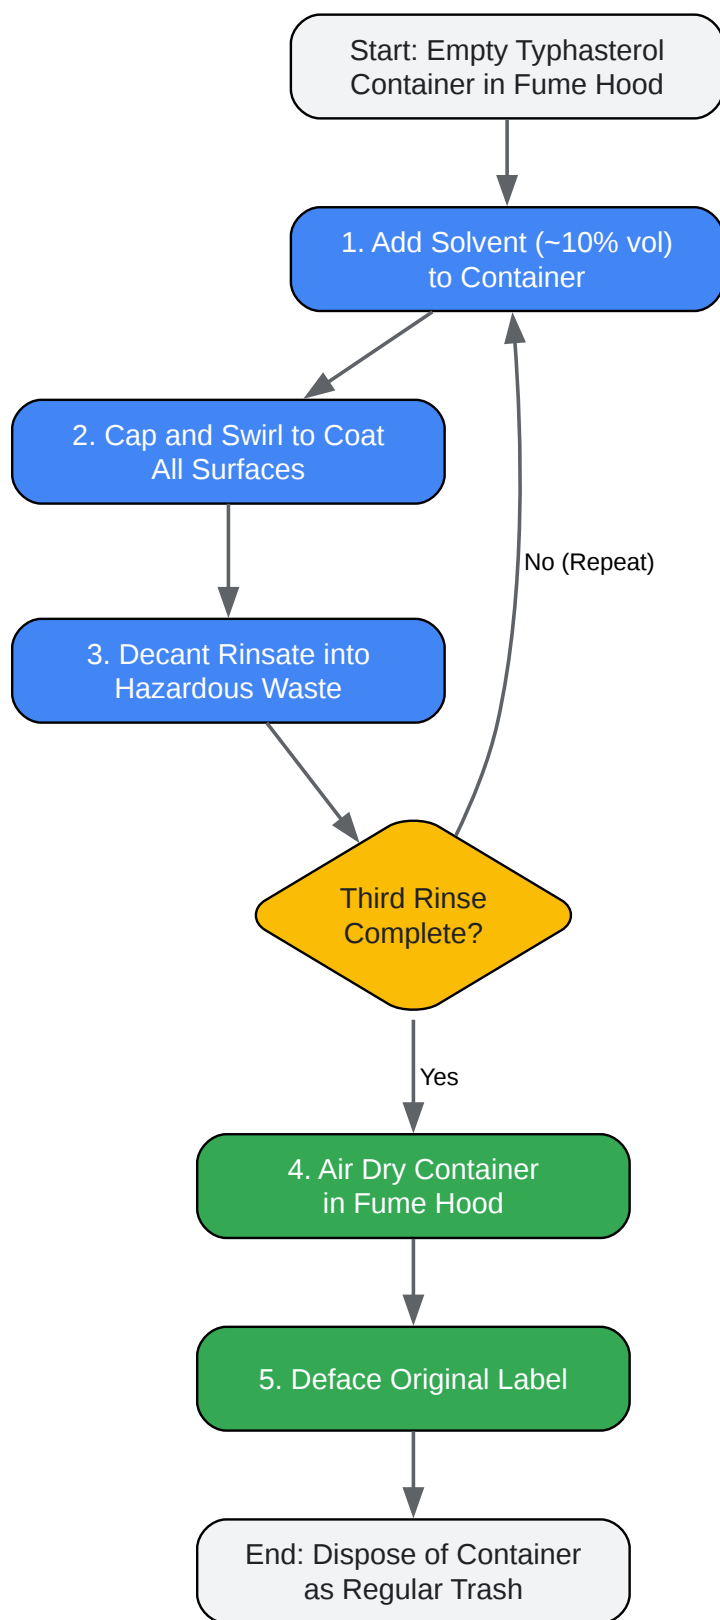 Start: Empty Typhasterol
Container in Fume Hood
1. Add Solvent (~10% vol)
to Container
2. Cap and Swirl to Coat
All Surfaces
No (Repeat)
3. Decant Rinsate into
Hazardous Waste
Third Rinse
Complete?
Yes
4. Air Dry Container
in Fume Hood
5. Deface Original Label
End: Dispose of Container
as Regular Trash